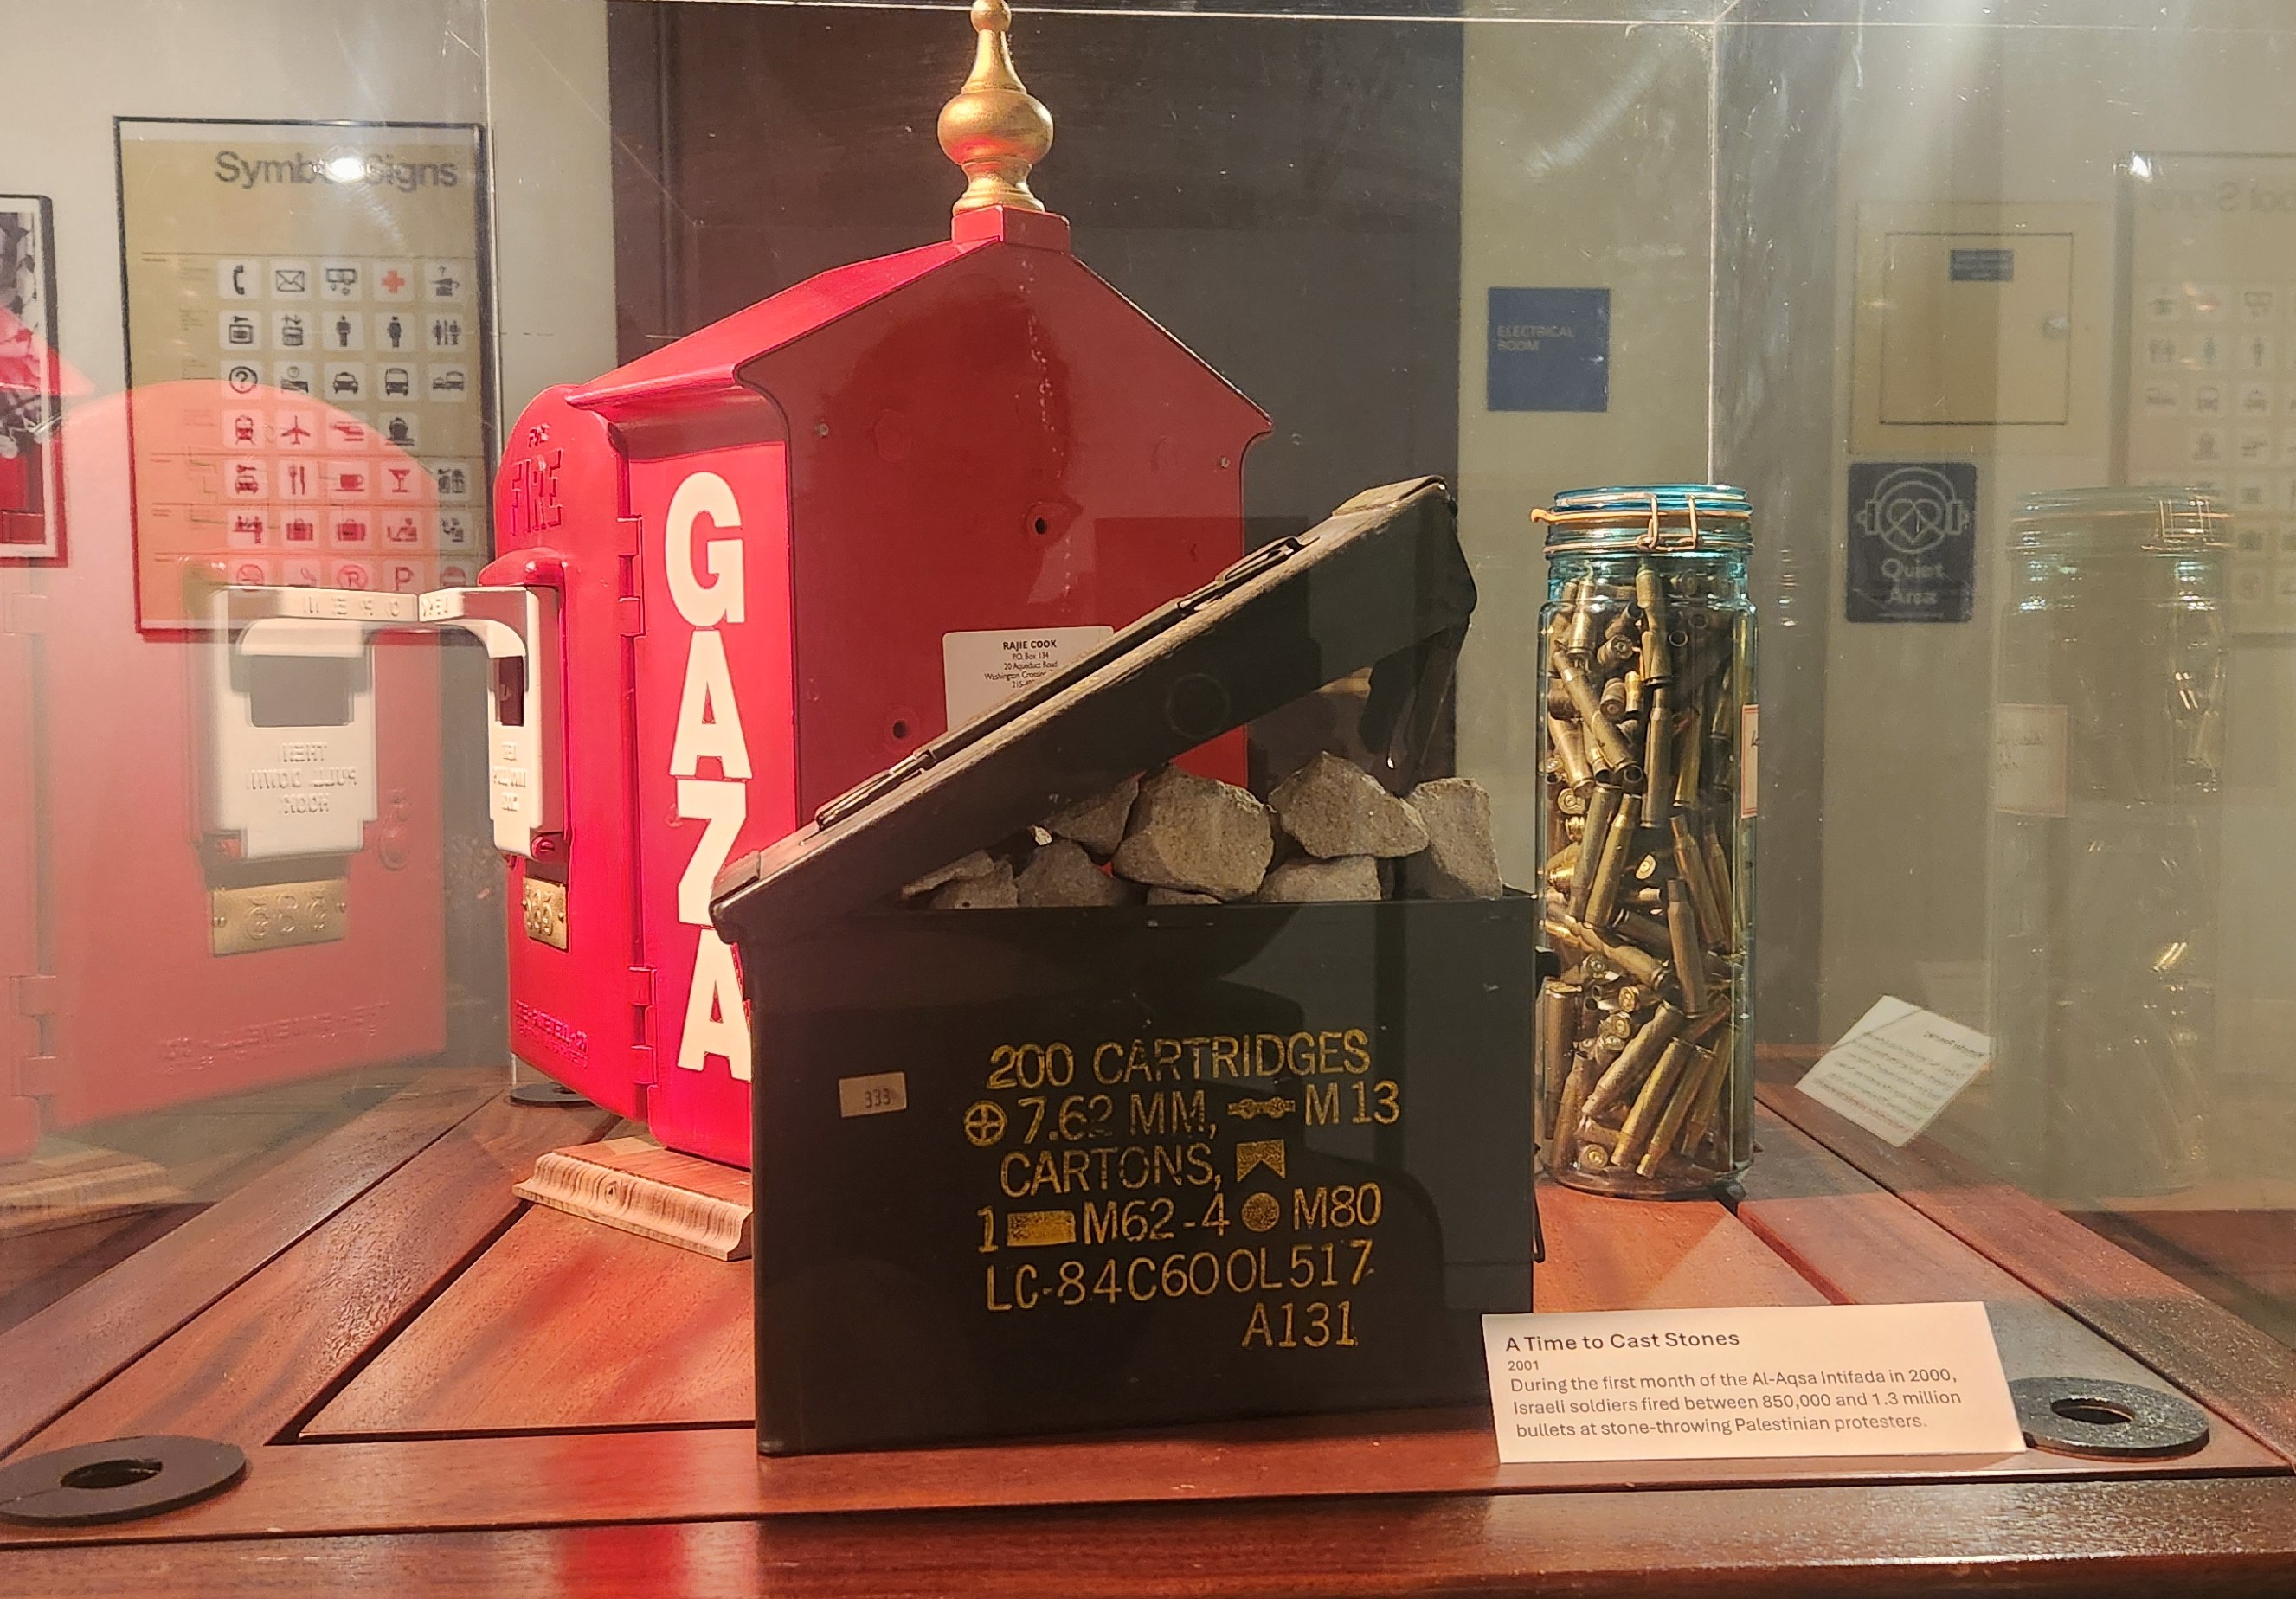 Symbol Signs
ELECTRICAL
ROOM
Quiet
Area
FIRE
GAZA
RAJIE COOK
P.O. Box 134
20 Aqueduct Road
Washington
333
200 CARTRIDGES
7.62 MM, M13
CARTONS,
1 M62-4 M80
LC-84C600L517
A131
A Time to Cast Stones
2001
During the first month of the Al-Aqsa Intifada in 2000,
Israeli soldiers fired between 850,000 and 1.3 million
bullets at stone-throwing Palestinian protesters.